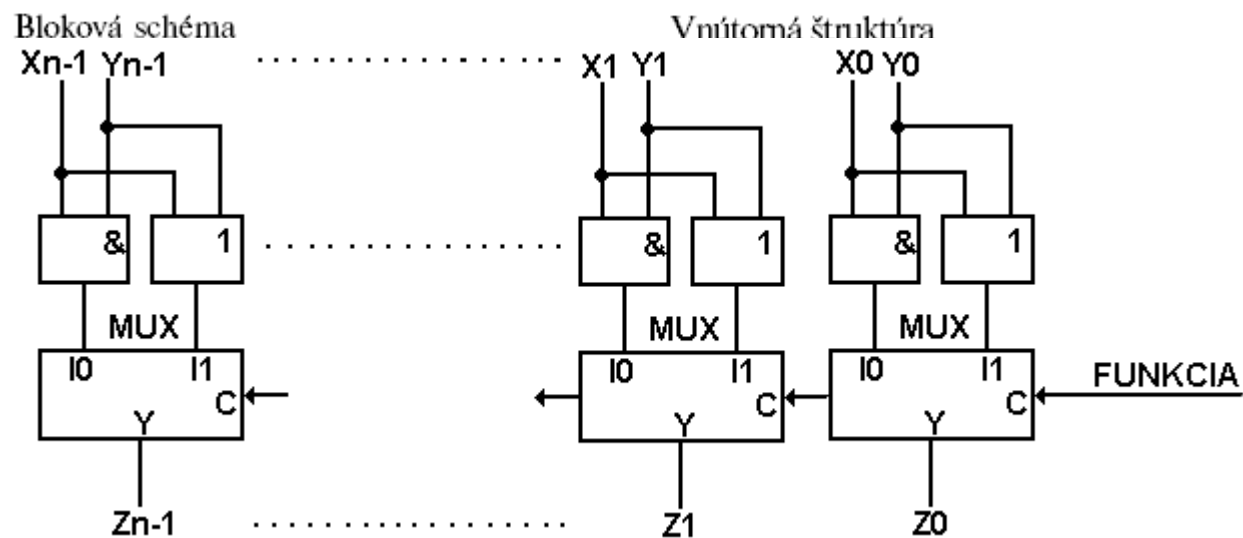 Bloková schéma Vnútorná štruktúra
Xn-1 Yn-1 X1 Y1 X0 Y0
& 1 & 1 & 1
MUX MUX MUX
I0 I1 I0 I1 I0 I1 FUNKCIA
C C C
Y Y Y
Zn-1 Z1 Z0